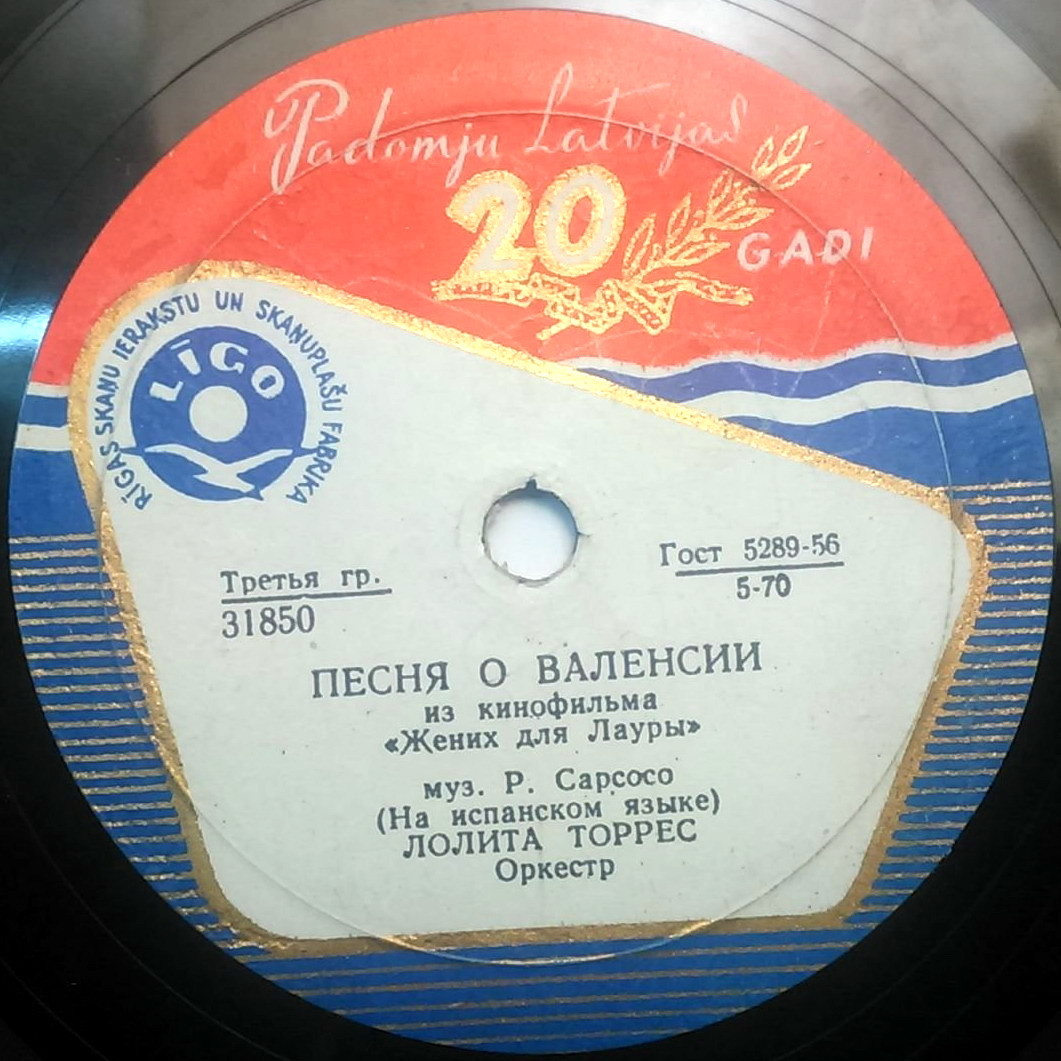 Padomju Latvijas
20
GADI
RĪGAS SKAŅU IERAKSTU UN SKAŅUPLAŠU FABRIKA
LĪGO
Третья гр.
31850
Гост 5289-56
5-70
ПЕСНЯ О ВАЛЕНСИИ
из кинофильма
«Жених для Лауры»
муз. Р. Сарсосо
(На испанском языке)
ЛОЛИТА ТОРРЕС
Оркестр